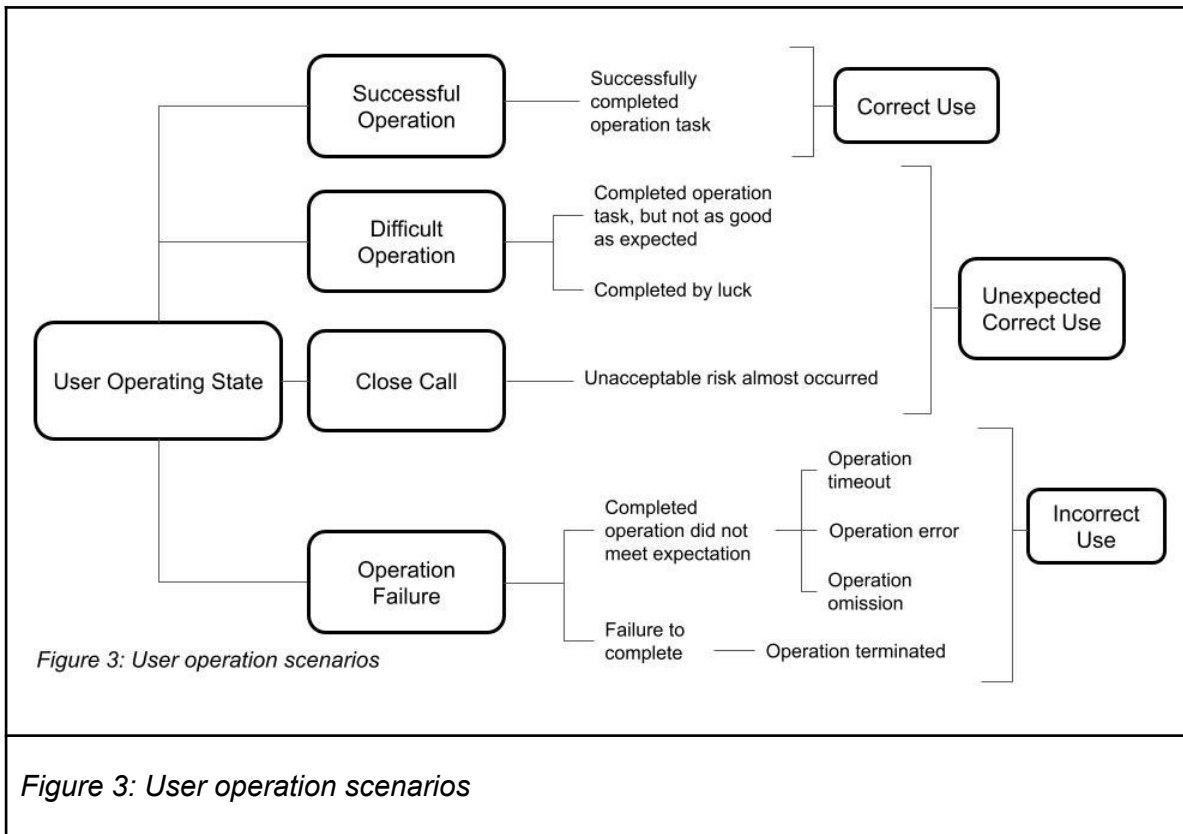 Successful
Operation
Successfully
completed
operation task
Correct Use
Difficult
Operation
Completed operation
task, but not as good
as expected
Completed by luck
Unexpected
Correct Use
User Operating State
Close Call
Unacceptable risk almost occurred
Operation
Failure
Completed
operation did not
meet expectation
Operation
timeout
Operation error
Operation
omission
Failure to
complete
Operation terminated
Incorrect
Use
Figure 3: User operation scenarios
Figure 3: User operation scenarios